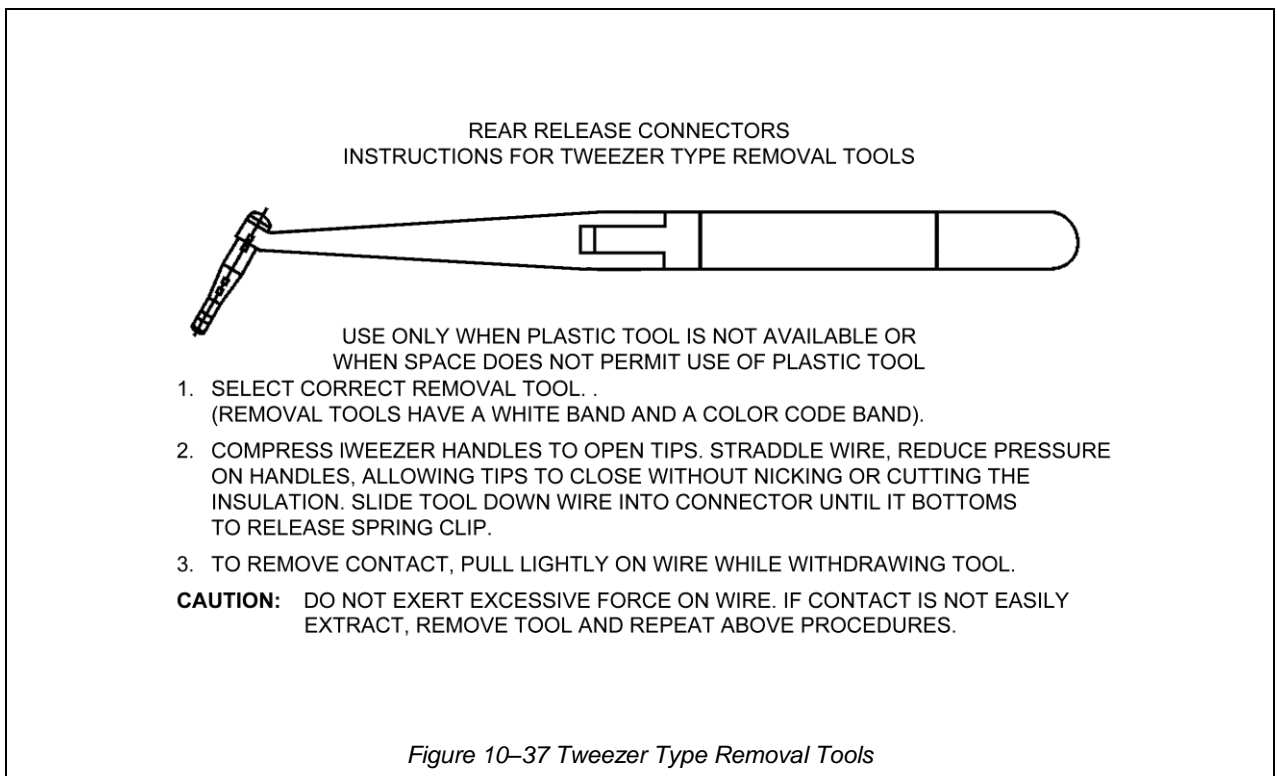 REAR RELEASE CONNECTORS
INSTRUCTIONS FOR TWEEZER TYPE REMOVAL TOOLS
USE ONLY WHEN PLASTIC TOOL IS NOT AVAILABLE OR
WHEN SPACE DOES NOT PERMIT USE OF PLASTIC TOOL
1. SELECT CORRECT REMOVAL TOOL. .
(REMOVAL TOOLS HAVE A WHITE BAND AND A COLOR CODE BAND).
2. COMPRESS IWEEZER HANDLES TO OPEN TIPS. STRADDLE WIRE, REDUCE PRESSURE
ON HANDLES, ALLOWING TIPS TO CLOSE WITHOUT NICKING OR CUTTING THE
INSULATION. SLIDE TOOL DOWN WIRE INTO CONNECTOR UNTIL IT BOTTOMS
TO RELEASE SPRING CLIP.
3. TO REMOVE CONTACT, PULL LIGHTLY ON WIRE WHILE WITHDRAWING TOOL.
CAUTION: DO NOT EXERT EXCESSIVE FORCE ON WIRE. IF CONTACT IS NOT EASILY
EXTRACT, REMOVE TOOL AND REPEAT ABOVE PROCEDURES.
Figure 10–37 Tweezer Type Removal Tools